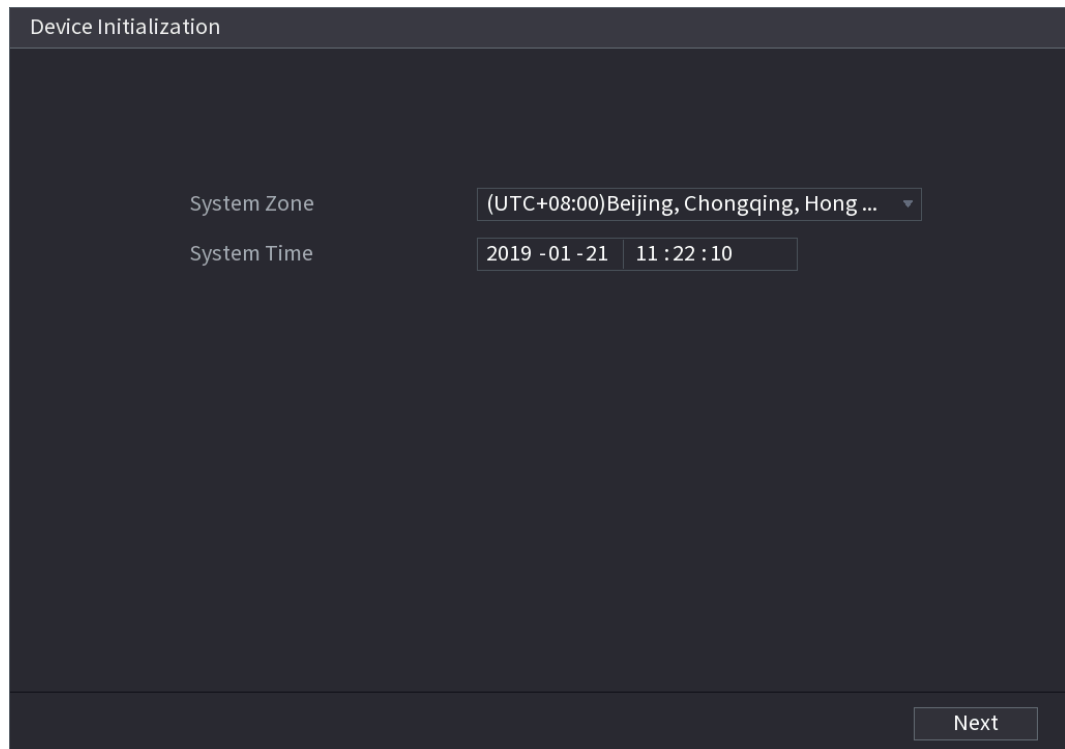 Device Initialization
System Zone (UTC+08:00)Beijing, Chongqing, Hong ...
System Time 2019 -01 -21 11 : 22 : 10
Next